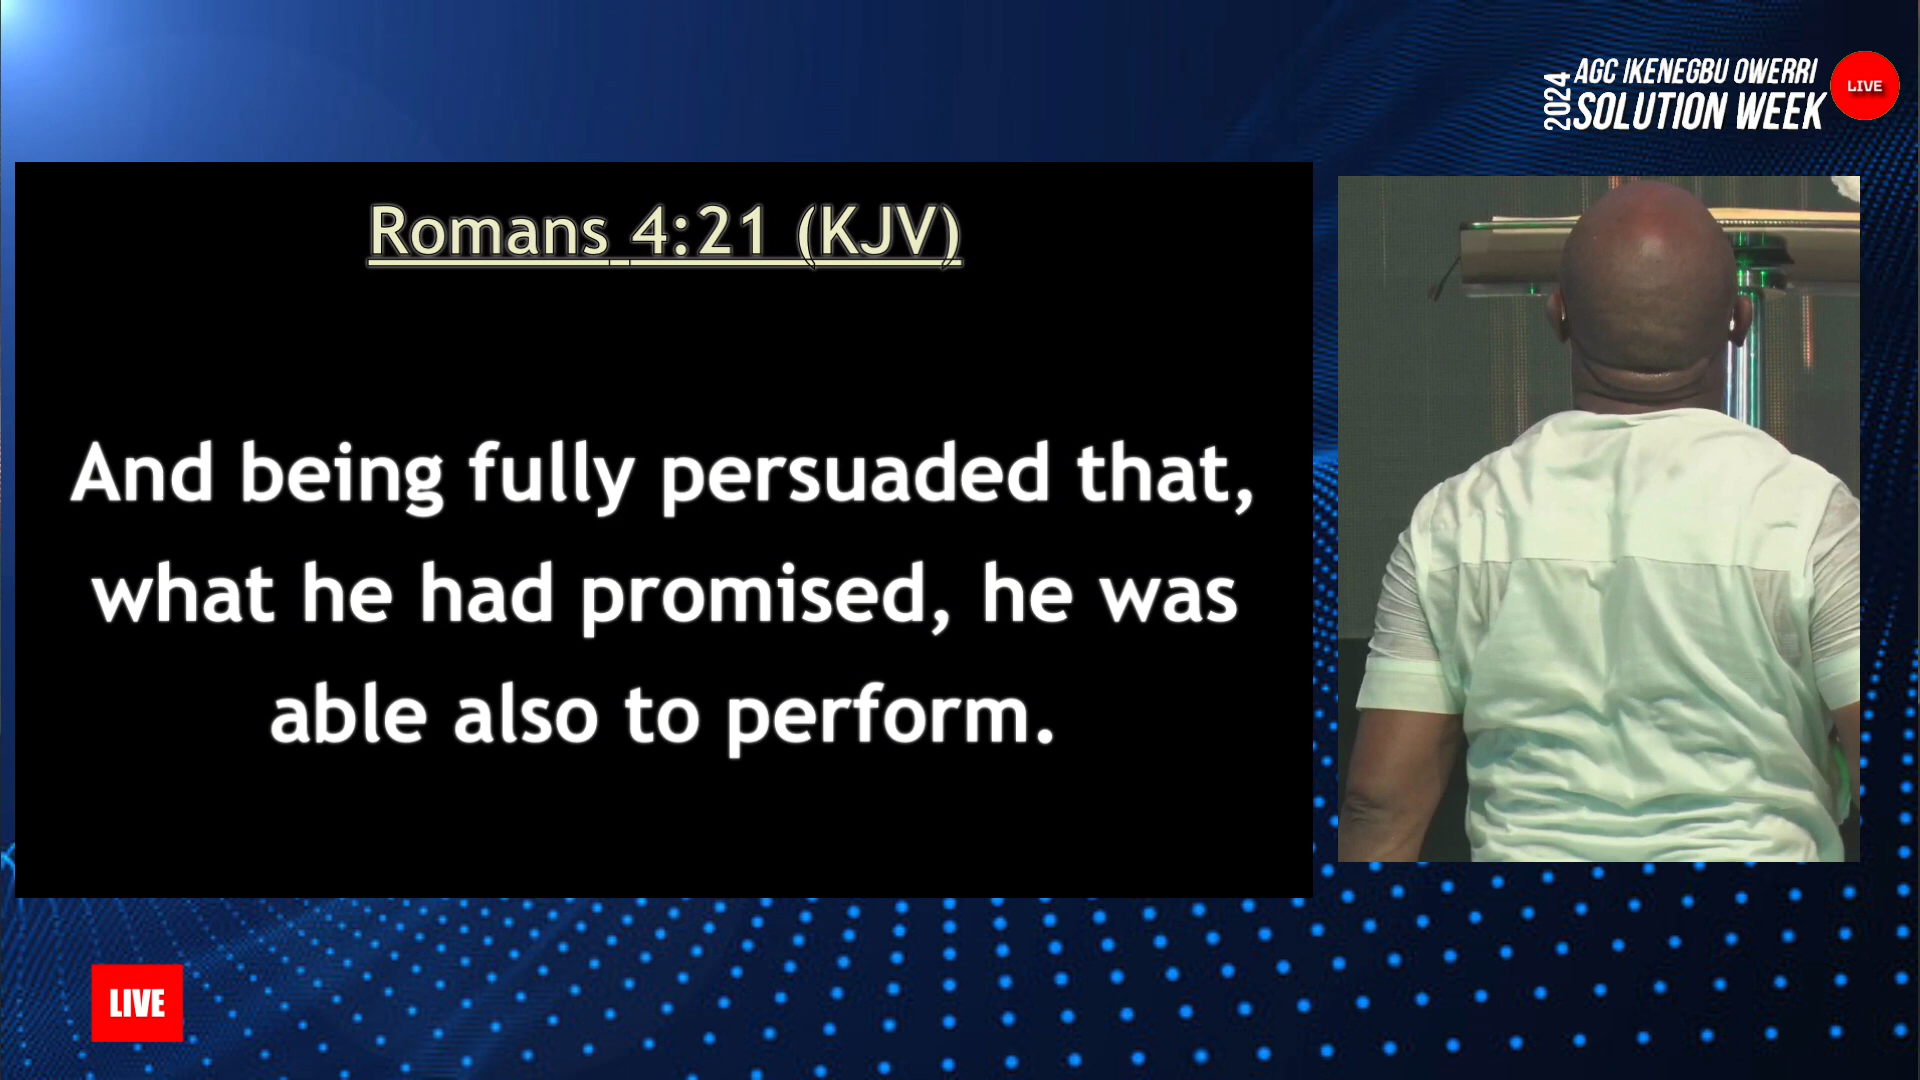 AGC IKENEGBU OWERRI
2024
SOLUTION WEEK
LIVE
Romans 4:21 (KJV)
And being fully persuaded that,
what he had promised, he was
able also to perform.
LIVE